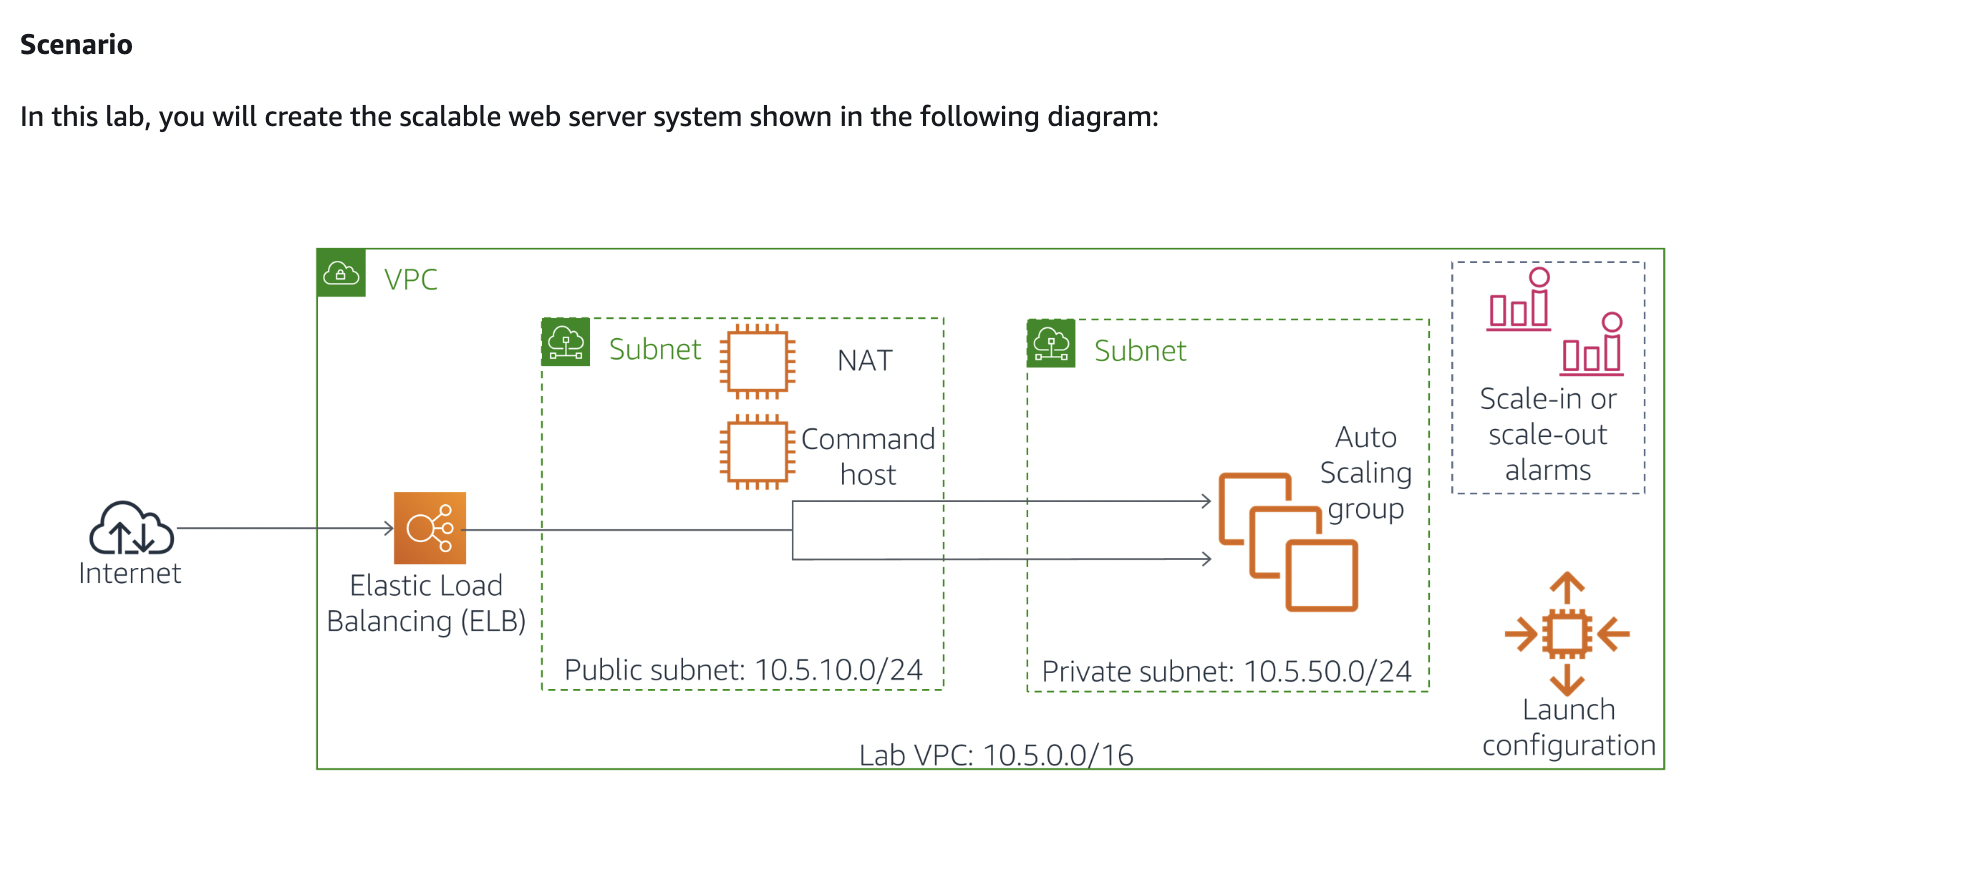 Scenario
In this lab, you will create the scalable web server system shown in the following diagram:
VPC
Subnet
NAT
Command
host
Public subnet: 10.5.10.0/24
Subnet
Auto
Scaling
group
Private subnet: 10.5.50.0/24
Scale-in or
scale-out
alarms
Internet
Elastic Load
Balancing (ELB)
Launch
configuration
Lab VPC: 10.5.0.0/16